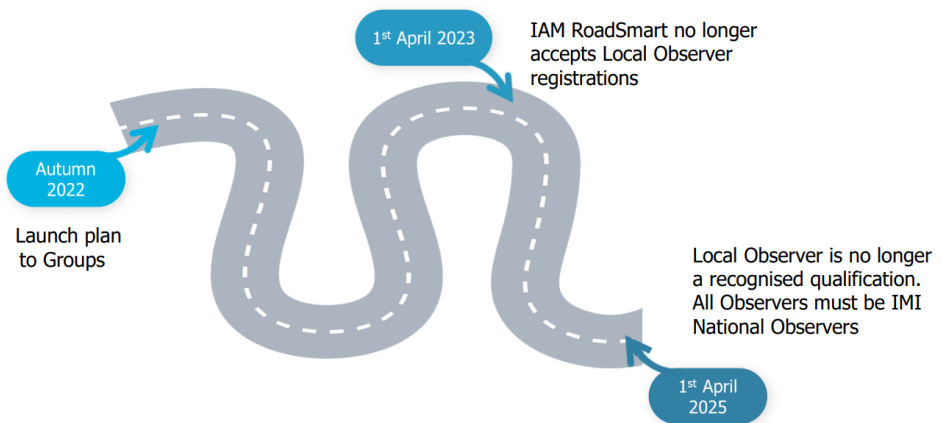 1st April 2023
IAM RoadSmart no longer
accepts Local Observer
registrations
Autumn
2022
Launch plan
to Groups
Local Observer is no longer
a recognised qualification.
All Observers must be IMI
National Observers
1st April
2025